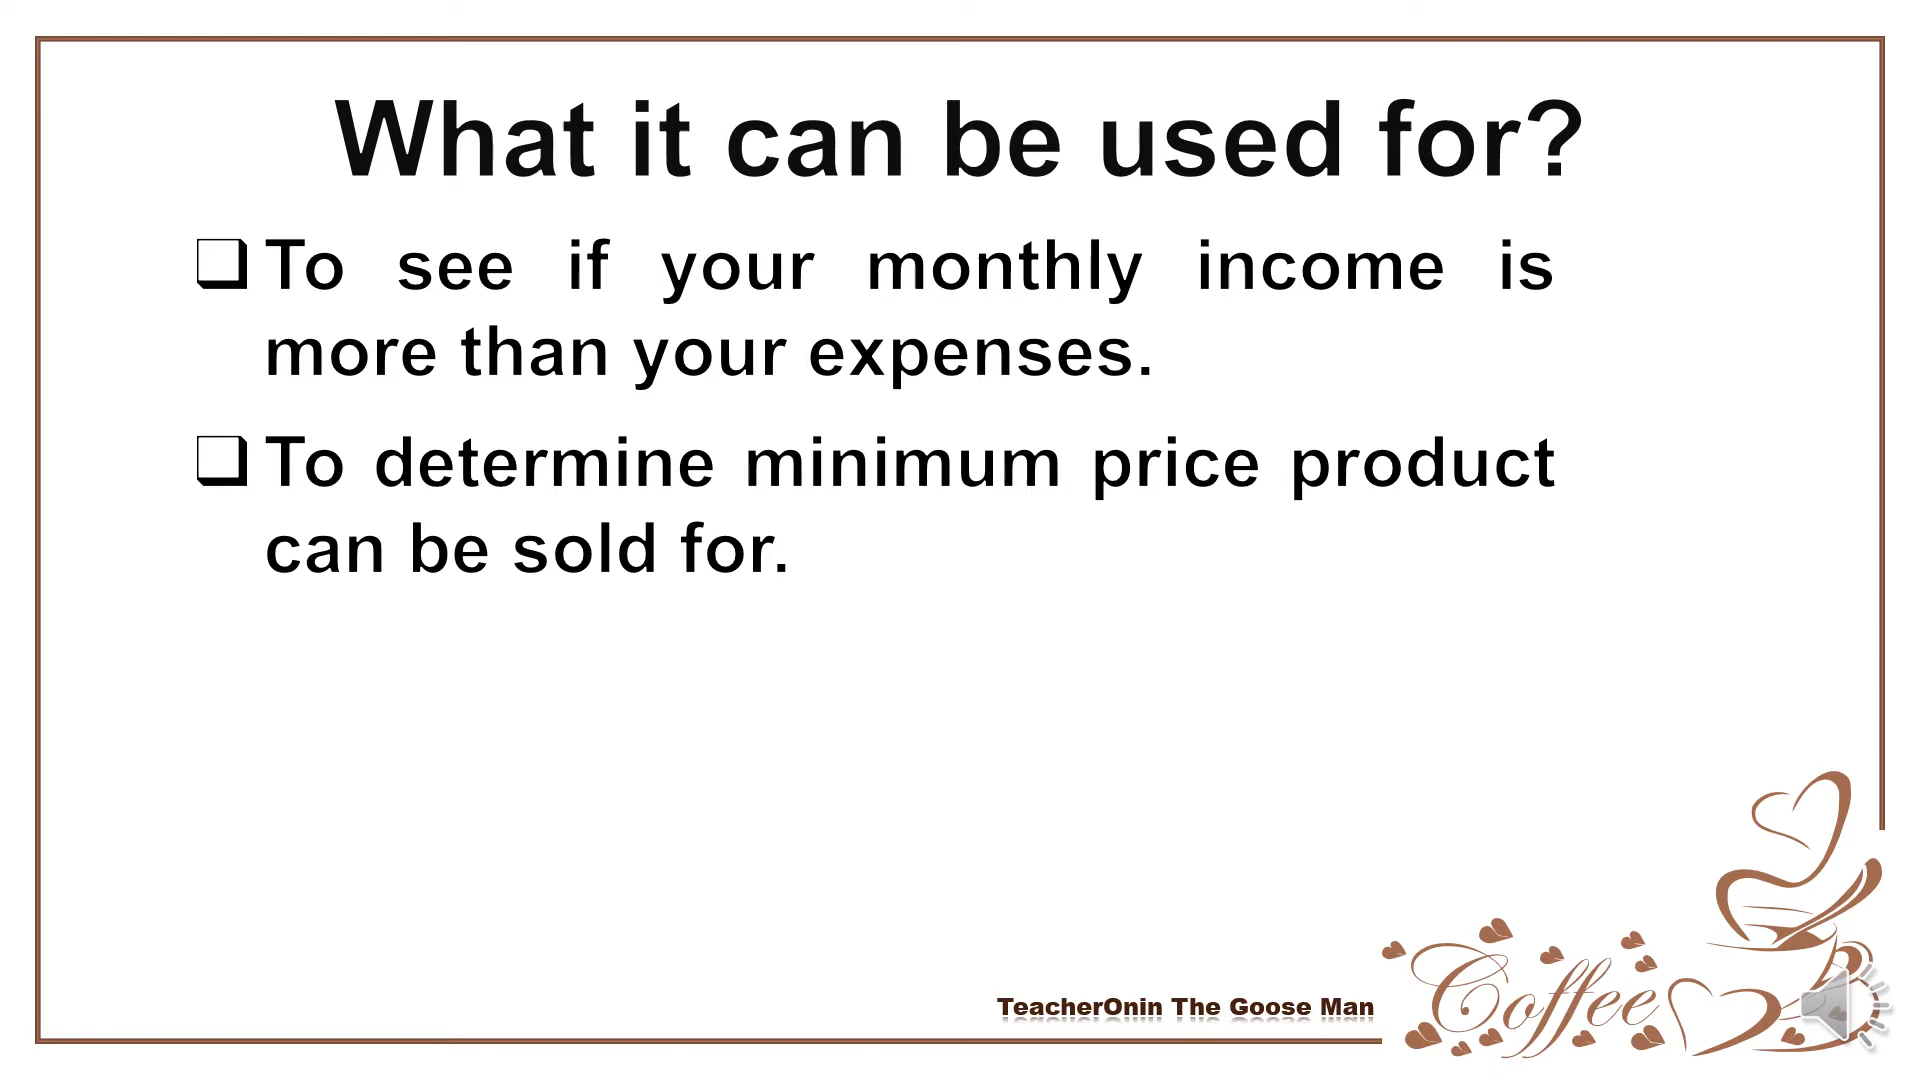 What it can be used for?
To see if your monthly income is
more than your expenses.
To determine minimum price product
can be sold for.
TeacherOnin The Goose Man
Coffee